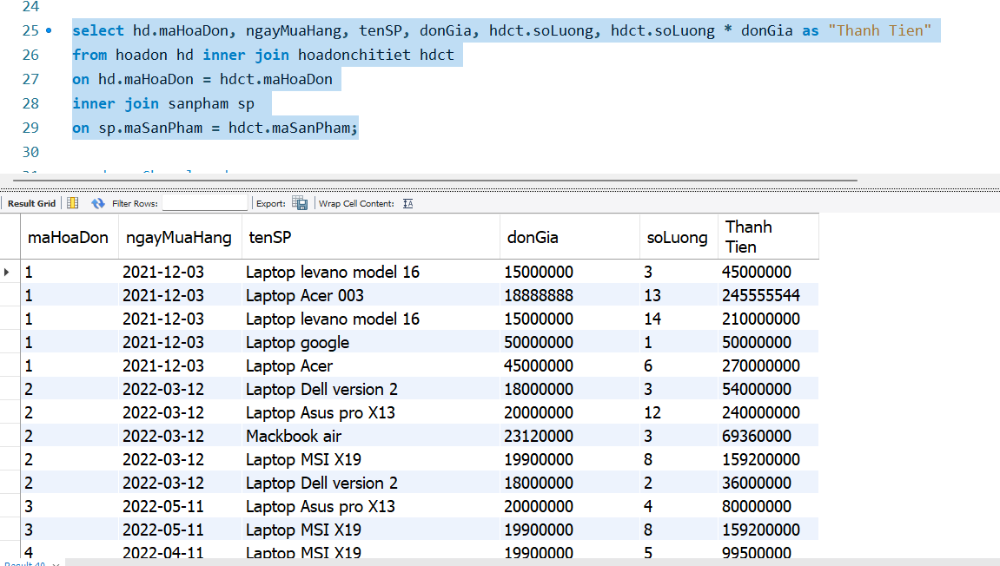 24
25 select hd.maHoaDon, ngayMuaHang, tenSP, donGia, hdct.soLuong, hdct.soLuong * donGia as "Thanh Tien"
26 from hoadon hd inner join hoadonchitiet hdct
27 on hd.maHoaDon = hdct.maHoaDon
28 inner join sanpham sp
29 on sp.maSanPham = hdct.maSanPham;
30
Result Grid Filter Rows: Export: Wrap Cell Content:
maHoaDon ngayMuaHang tenSP donGia soLuong Thanh Tien
1 2021-12-03 Laptop levano model 16 15000000 3 45000000
1 2021-12-03 Laptop Acer 003 18888888 13 245555544
1 2021-12-03 Laptop levano model 16 15000000 14 210000000
1 2021-12-03 Laptop google 50000000 1 50000000
1 2021-12-03 Laptop Acer 45000000 6 270000000
2 2022-03-12 Laptop Dell version 2 18000000 3 54000000
2 2022-03-12 Laptop Asus pro X13 20000000 12 240000000
2 2022-03-12 Mackbook air 23120000 3 69360000
2 2022-03-12 Laptop MSI X19 19900000 8 159200000
2 2022-03-12 Laptop Dell version 2 18000000 2 36000000
3 2022-05-11 Laptop Asus pro X13 20000000 4 80000000
3 2022-05-11 Laptop MSI X19 19900000 8 159200000
4 2022-04-11 Laptop MSI X19 19900000 5 99500000